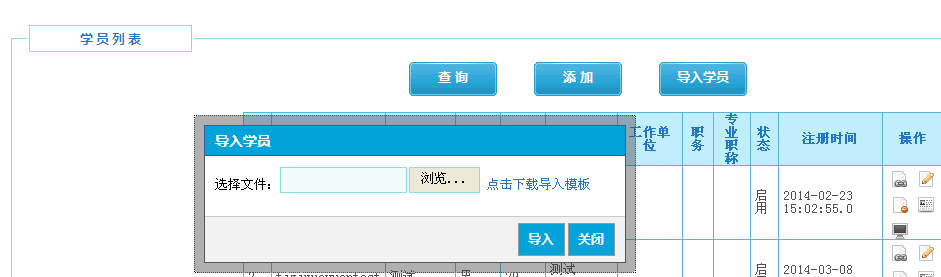 学员列表
查 询
添 加
导入学员
工作单位
职务
专业职称
状态
注册时间
操作
导入学员
选择文件：
浏览...
点击下载导入模板
启用
2014-02-23
15:02:55.0
导入
关闭
测试
测试
2014-03-08